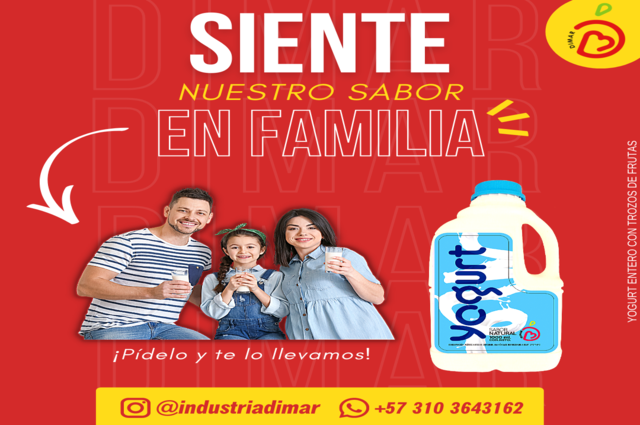 SIENTE
NUESTRO SABOR
EN FAMILIA
DIMAR
YOGURT ENTERO CON TROZOS DE FRUTAS
yogurt
SABOR
NATURAL
¡Pídelo y te lo llevamos!
@industriadimar +57 310 3643162